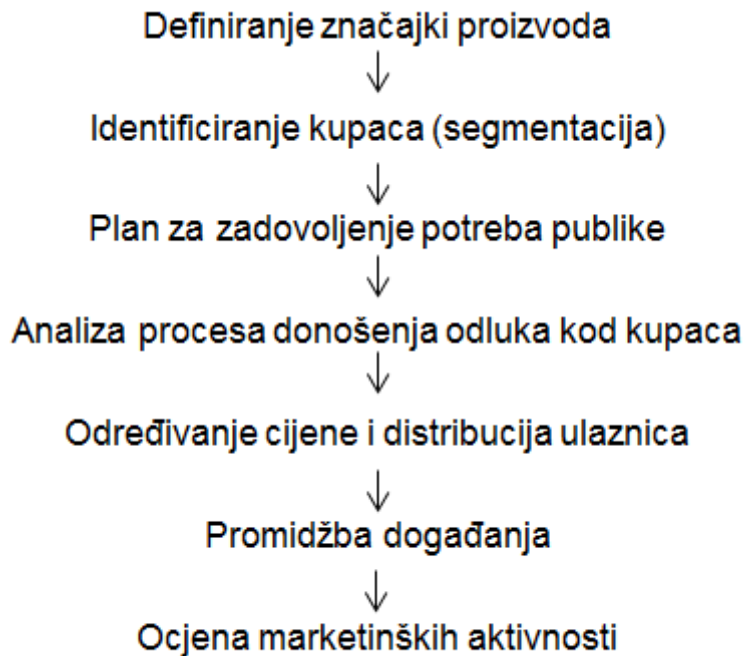 Definiranje značajki proizvoda
Identificiranje kupaca (segmentacija)
Plan za zadovoljenje potreba publike
Analiza procesa donošenja odluka kod kupaca
Određivanje cijene i distribucija ulaznica
Promidžba događanja
Ocjena marketinških aktivnosti